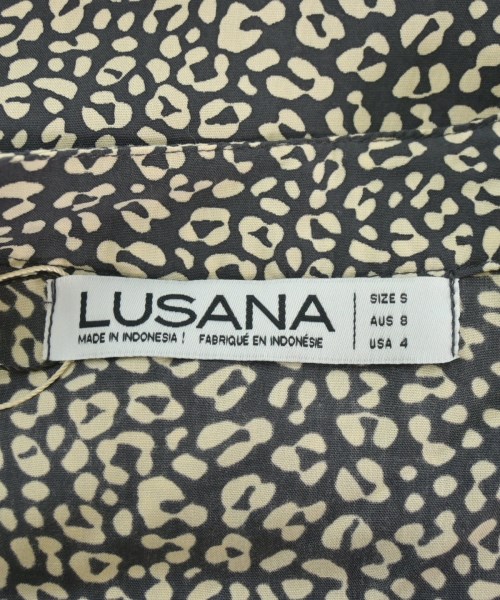 LUSANA
MADE IN INDONESIA / FABRIQUÉ EN INDONÉSIE
SIZE S
AUS 8
USA 4